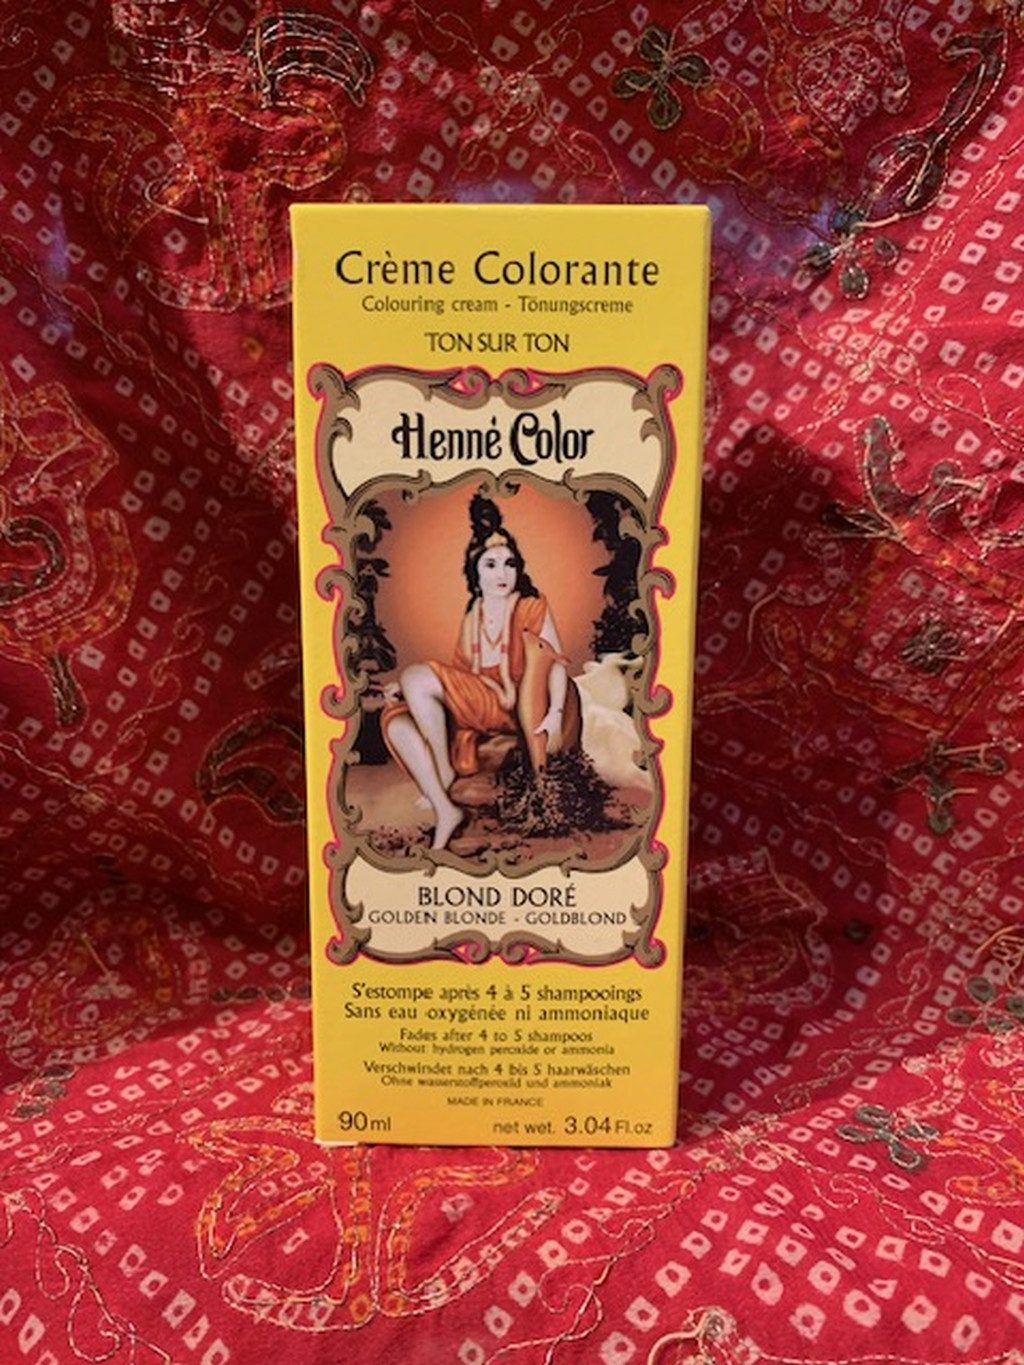 Crème Colorante
Colouring cream - Tönungscreme
TON SUR TON
Henné Color
BLOND DORÉ
GOLDEN BLONDE - GOLDBLOND
S'estompe après 4 à 5 shampooings
Sans eau oxygénée ni ammoniaque
Fades after 4 to 5 shampoos
Without hydrogen peroxide or ammonia
Verschwindet nach 4 bis 5 haarwäschen
Ohne wasserstoffperoxid und ammoniak
MADE IN FRANCE
90ml net wet. 3.04 Fl.oz